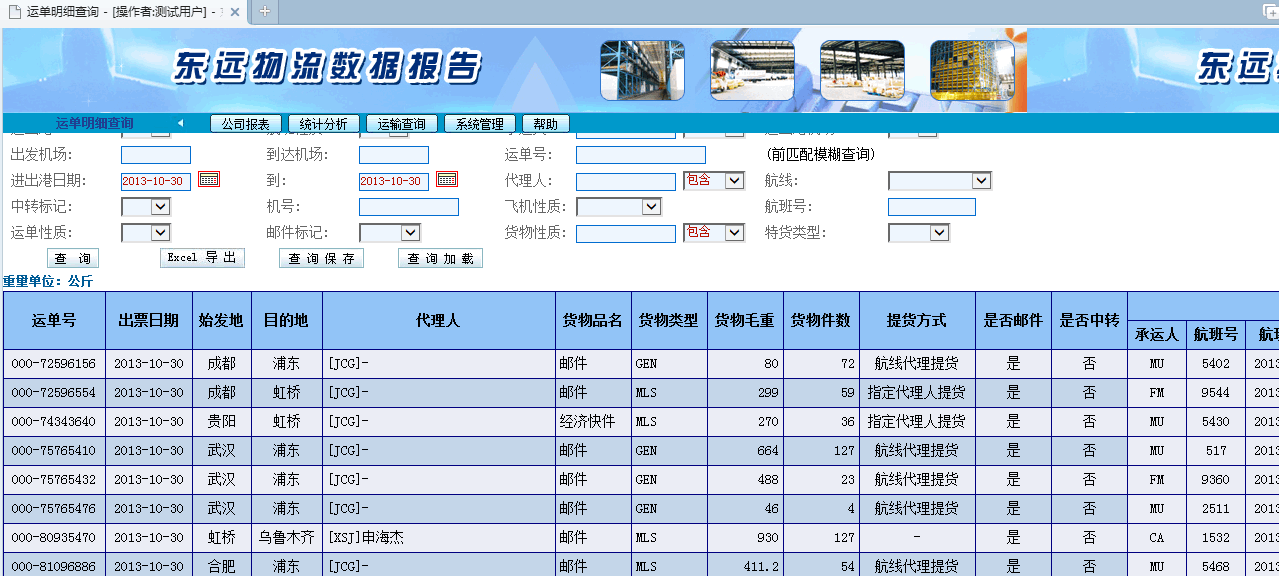 运单明细查询 - [操作者:测试用户] -
东远物流数据报告 东远
运单明细查询 公司报表 统计分析 运输查询 系统管理 帮助
出发机场: 到达机场: 运单号: (前匹配模糊查询)
进出港日期: 2013-10-30 到: 2013-10-30 代理人: 包含 航线:
中转标记: 机号: 飞机性质: 航班号:
运单性质: 邮件标记: 货物性质: 包含 特货类型:
查 询 Excel 导 出 查 询 保 存 查 询 加 载
重量单位：公斤
运单号 出票日期 始发地 目的地 代理人 货物品名 货物类型 货物毛重 货物件数 提货方式 是否邮件 是否中转
承运人 航班号 航班
000-72596156 2013-10-30 成都 浦东 [JCG]- 邮件 GEN 80 72 航线代理提货 是 否 MU 5402 2013
000-72596554 2013-10-30 成都 虹桥 [JCG]- 邮件 MLS 299 59 指定代理人提货 是 否 FM 9544 2013
000-74343640 2013-10-30 贵阳 虹桥 [JCG]- 经济快件 MLS 270 36 指定代理人提货 是 否 MU 5430 2013
000-75765410 2013-10-30 武汉 浦东 [JCG]- 邮件 GEN 664 127 航线代理提货 是 否 MU 517 2013
000-75765432 2013-10-30 武汉 浦东 [JCG]- 邮件 GEN 488 23 航线代理提货 是 否 FM 9360 2013
000-75765476 2013-10-30 武汉 浦东 [JCG]- 邮件 GEN 46 4 航线代理提货 是 否 MU 2511 2013
000-80935470 2013-10-30 虹桥 乌鲁木齐 [XSJ]申海杰 邮件 MLS 930 127 - 是 否 CA 1532 2013
000-81096886 2013-10-30 合肥 浦东 [JCG]- 邮件 MLS 411.2 54 航线代理提货 是 否 MU 5468 2013